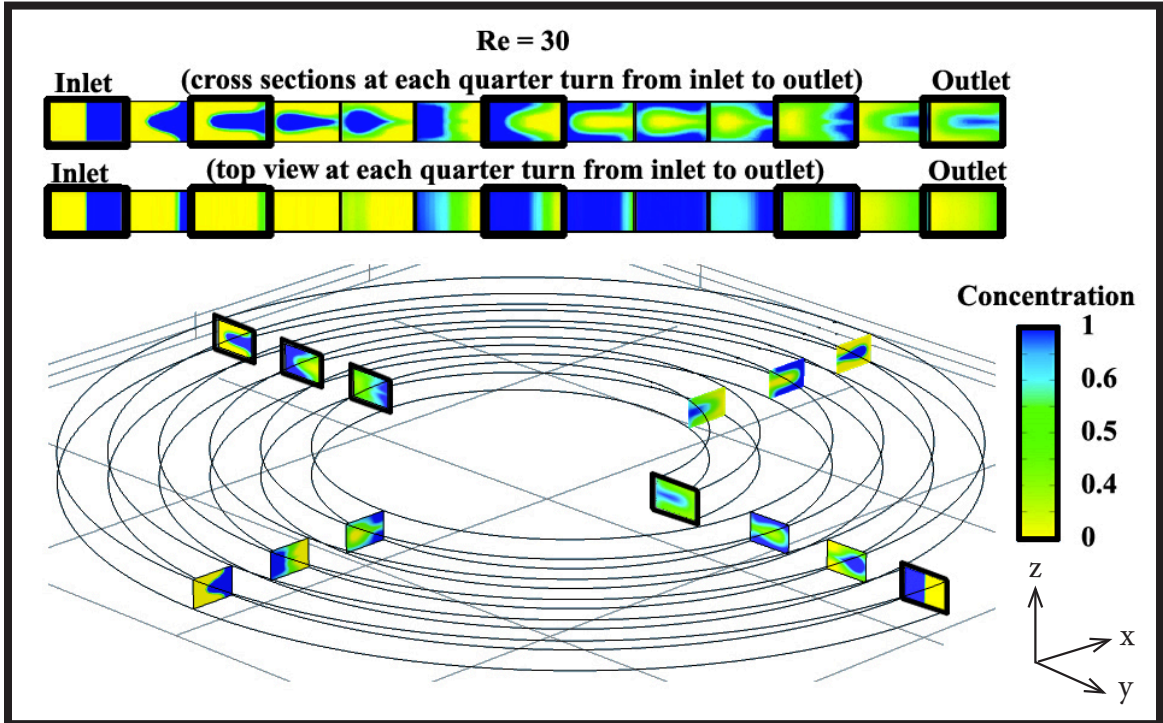 Re = 30
Inlet (cross sections at each quarter turn from inlet to outlet) Outlet
Inlet (top view at each quarter turn from inlet to outlet) Outlet
Concentration
1
0.6
0.5
0.4
0
z
x
y